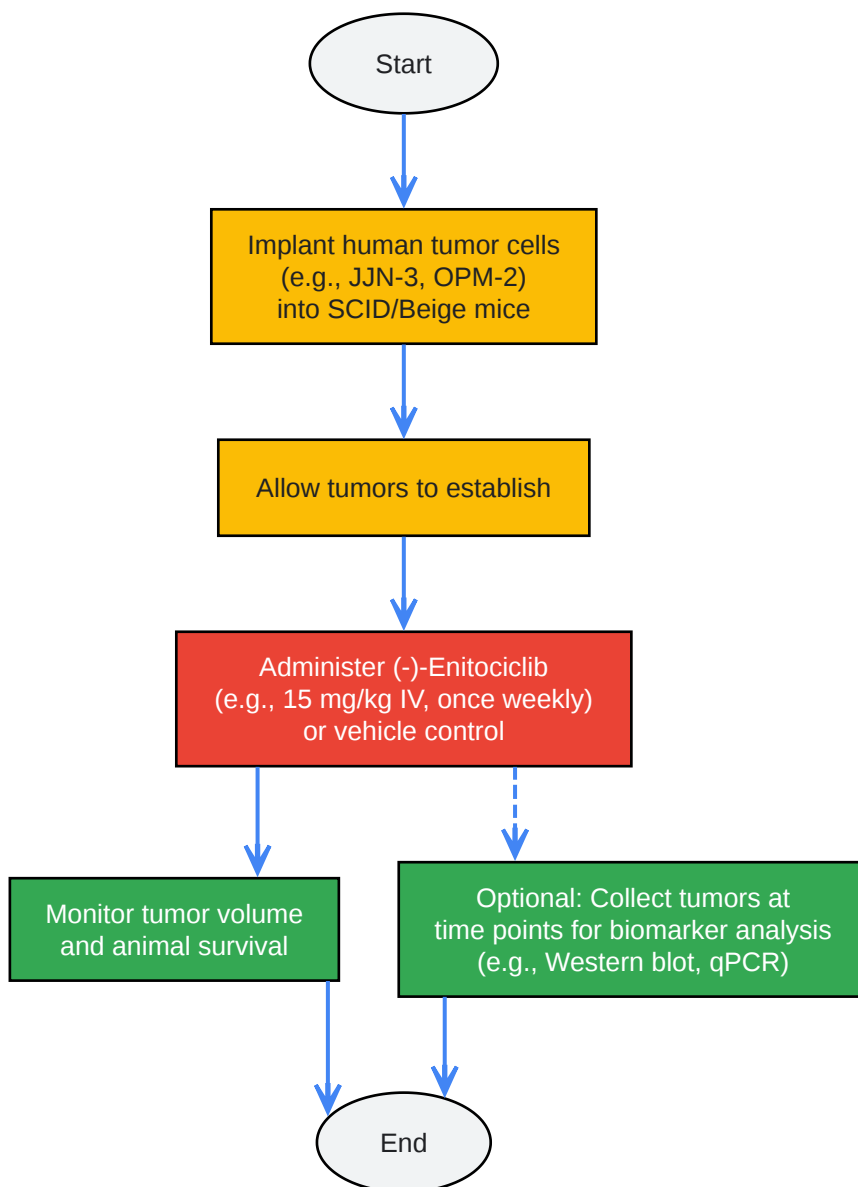 Start
Implant human tumor cells
(e.g., JJN-3, OPM-2)
into SCID/Beige mice
Allow tumors to establish
Administer (-)-Enitociclib
(e.g., 15 mg/kg IV, once weekly)
or vehicle control
Monitor tumor volume
and animal survival
Optional: Collect tumors at
time points for biomarker analysis
(e.g., Western blot, qPCR)
End